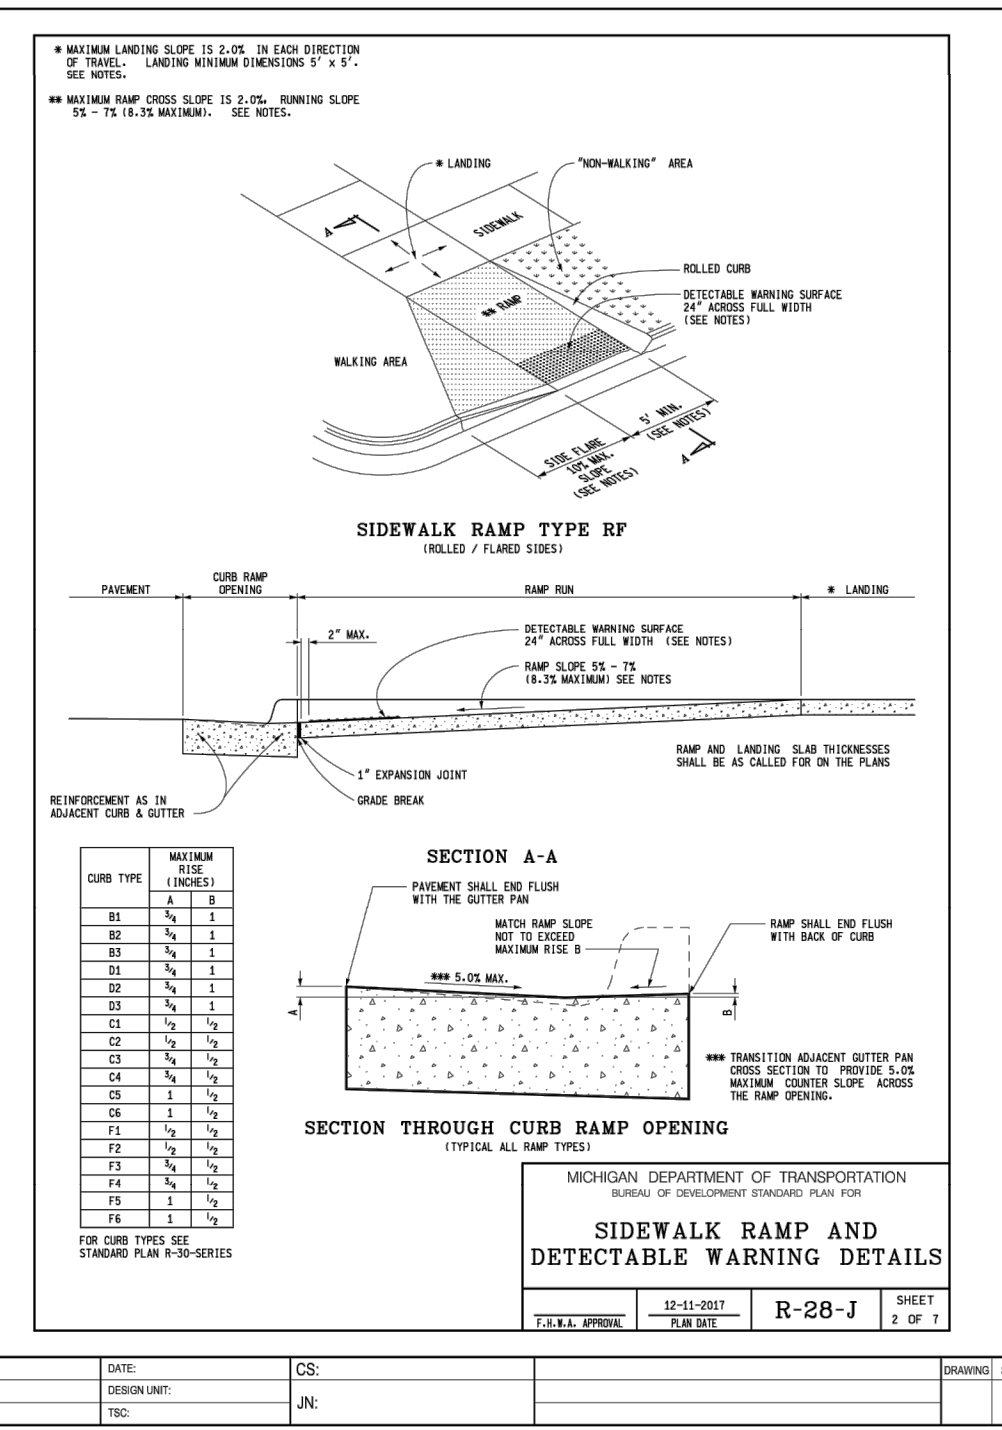 * MAXIMUM LANDING SLOPE IS 2.0% IN EACH DIRECTION
OF TRAVEL. LANDING MINIMUM DIMENSIONS 5' x 5'.
SEE NOTES.
** MAXIMUM RAMP CROSS SLOPE IS 2.0%, RUNNING SLOPE
5% - 7% (8.3% MAXIMUM). SEE NOTES.
* LANDING
"NON-WALKING" AREA
A
SIDEWALK
ROLLED CURB
DETECTABLE WARNING SURFACE
24" ACROSS FULL WIDTH
(SEE NOTES)
** RAMP
WALKING AREA
5' MIN.
(SEE NOTES)
SIDE FLARE
10% MAX.
SLOPE
(SEE NOTES)
A
SIDEWALK RAMP TYPE RF
(ROLLED / FLARED SIDES)
PAVEMENT
CURB RAMP
OPENING
RAMP RUN
* LANDING
2" MAX.
DETECTABLE WARNING SURFACE
24" ACROSS FULL WIDTH (SEE NOTES)
RAMP SLOPE 5% - 7%
(8.3% MAXIMUM) SEE NOTES
RAMP AND LANDING SLAB THICKNESSES
SHALL BE AS CALLED FOR ON THE PLANS
1" EXPANSION JOINT
GRADE BREAK
REINFORCEMENT AS IN
ADJACENT CURB & GUTTER
SECTION A-A
CURB TYPE
MAXIMUM
RISE
(INCHES)
A B
B1 3/4 1
B2 3/4 1
B3 3/4 1
D1 3/4 1
D2 3/4 1
D3 3/4 1
C1 1/2 1/2
C2 1/2 1/2
C3 3/4 1/2
C4 3/4 1/2
C5 1 1/2
C6 1 1/2
F1 1/2 1/2
F2 1/2 1/2
F3 3/4 1/2
F4 3/4 1/2
F5 1 1/2
F6 1 1/2
FOR CURB TYPES SEE
STANDARD PLAN R-30-SERIES
PAVEMENT SHALL END FLUSH
WITH THE GUTTER PAN
MATCH RAMP SLOPE
NOT TO EXCEED
MAXIMUM RISE B
RAMP SHALL END FLUSH
WITH BACK OF CURB
*** 5.0% MAX.
A
B
*** TRANSITION ADJACENT GUTTER PAN
CROSS SECTION TO PROVIDE 5.0%
MAXIMUM COUNTER SLOPE ACROSS
THE RAMP OPENING.
SECTION THROUGH CURB RAMP OPENING
(TYPICAL ALL RAMP TYPES)
MICHIGAN DEPARTMENT OF TRANSPORTATION
BUREAU OF DEVELOPMENT STANDARD PLAN FOR
SIDEWALK RAMP AND
DETECTABLE WARNING DETAILS
F.H.W.A. APPROVAL
12-11-2017
PLAN DATE
R-28-J
SHEET
2 OF 7
DATE:
CS:
DRAWING
DESIGN UNIT:
JN:
TSC: